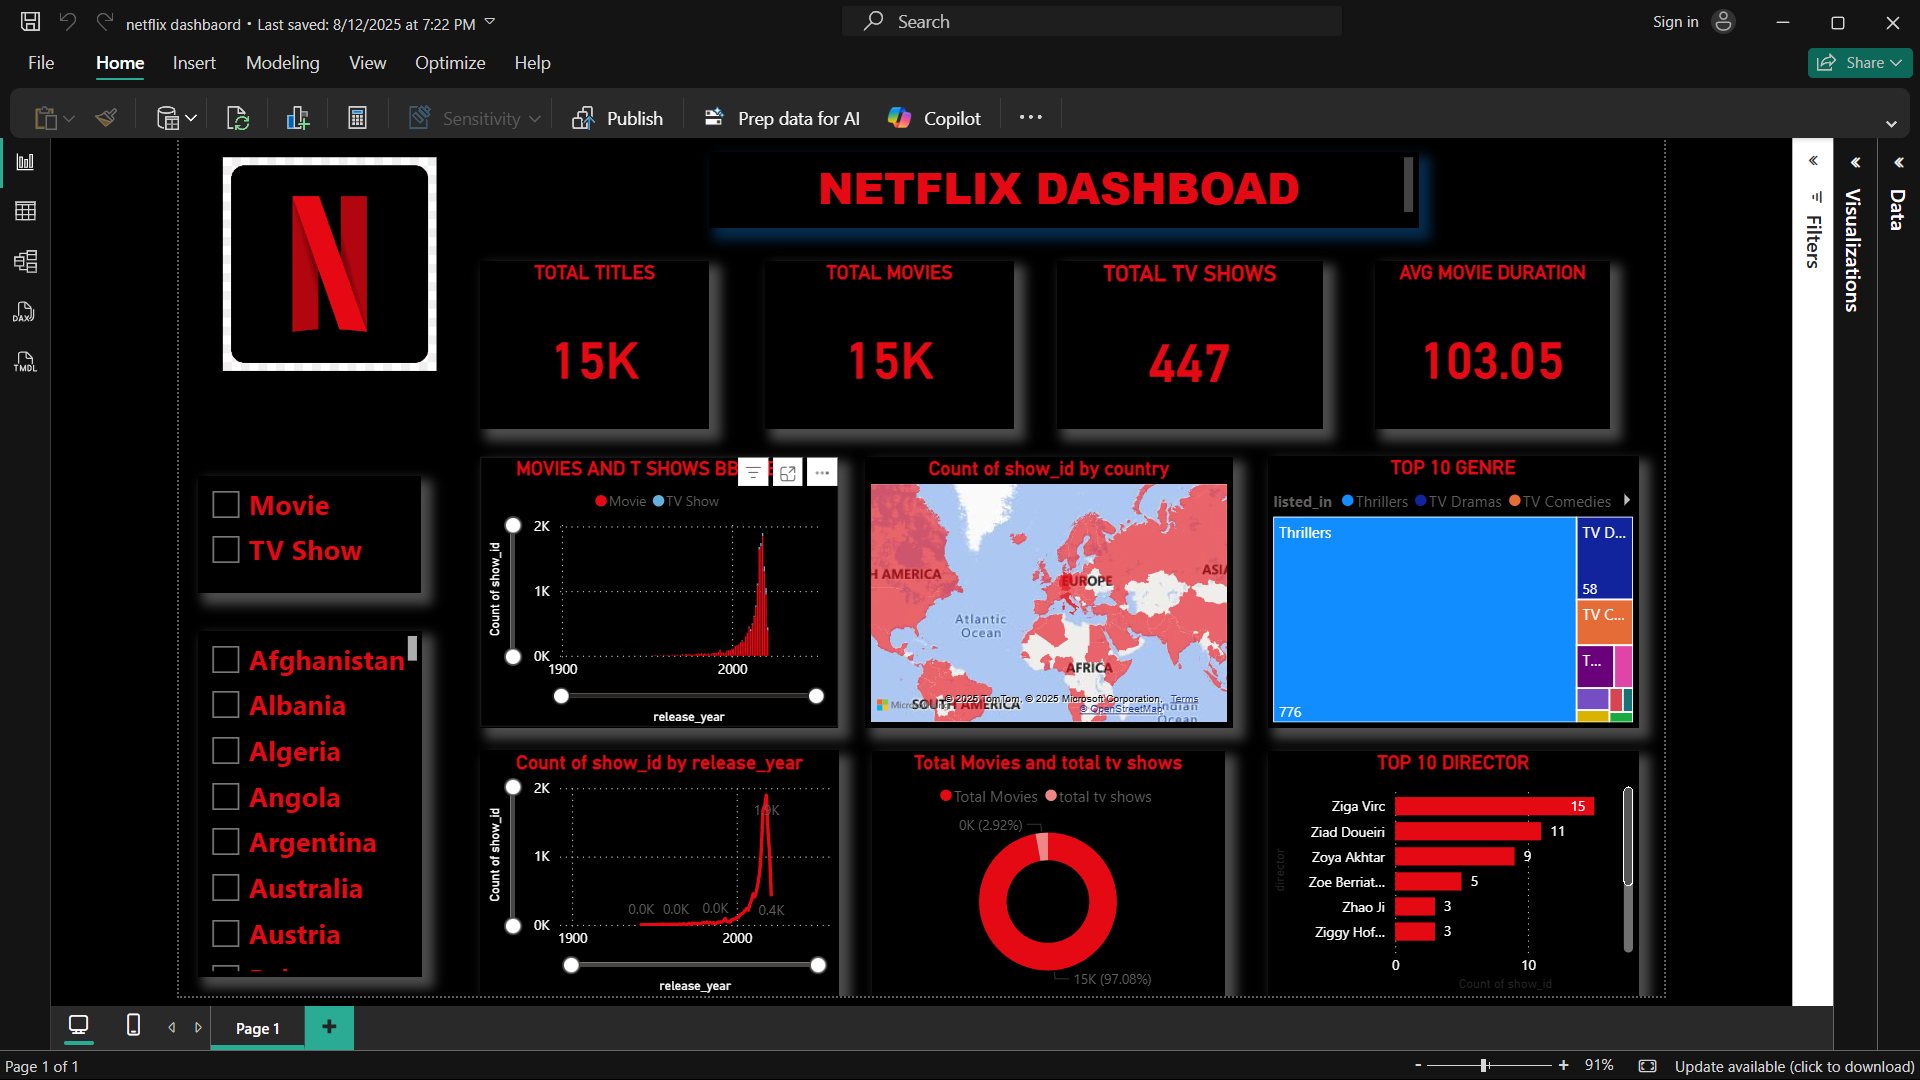 netflix dashbaord • Last saved: 8/12/2025 at 7:22 PM
Search
Sign in
File Home Insert Modeling View Optimize Help
Share
Sensitivity
Publish
Prep data for AI
Copilot
DAX
TMDL
NETFLIX DASHBOAD
Filters
Visualizations
Data
TOTAL TITLES
15K
TOTAL MOVIES
15K
TOTAL TV SHOWS
447
AVG MOVIE DURATION
103.05
Movie
TV Show
Afghanistan
Albania
Algeria
Angola
Argentina
Australia
Austria
MOVIES AND T SHOWS
Movie TV Show
Count of show_id
2K
1K
0K
1900 2000
release_year
Count of show_id by country
H AMERICA
EUROPE
ASIA
Atlantic
Ocean
AFRICA
SOUTH AMERICA
© 2025 TomTom, © 2025 Microsoft Corporation, Terms
© OpenStreetMap
Indian
Ocean
TOP 10 GENRE
listed_in Thrillers TV Dramas TV Comedies
Thrillers
776
TV D...
58
TV C...
T...
Count of show_id by release_year
Count of show_id
2K
1K
0K
1.9K
0.0K 0.0K 0.0K 0.4K
1900 2000
release_year
Total Movies and total tv shows
Total Movies total tv shows
0K (2.92%)
15K (97.08%)
TOP 10 DIRECTOR
director
Ziga Virc 15
Ziad Doueiri 11
Zoya Akhtar 9
Zoe Berriat... 5
Zhao Ji 3
Ziggy Hof... 3
0 10
Count of show_id
Page 1
Page 1 of 1
- + 91%
Update available (click to download)